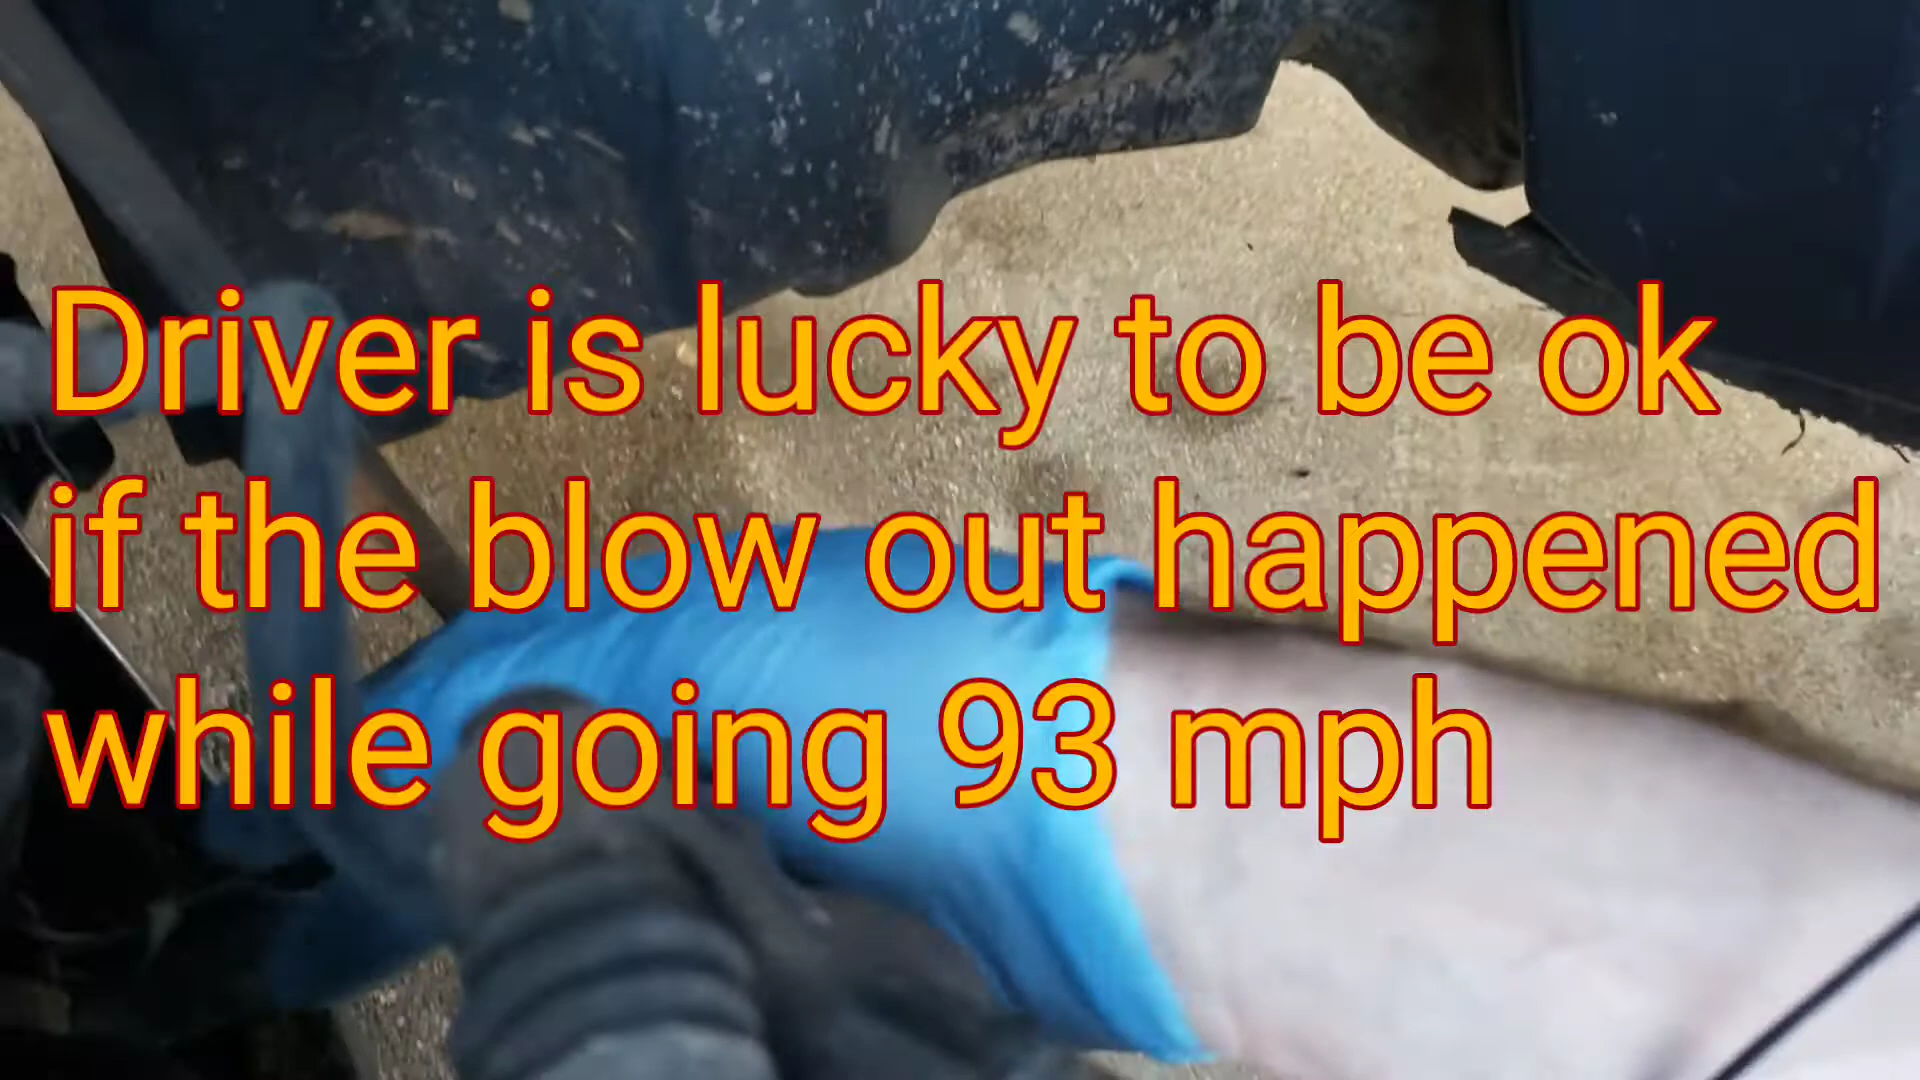 Driver is lucky to be ok
if the blow out happened
while going 93 mph